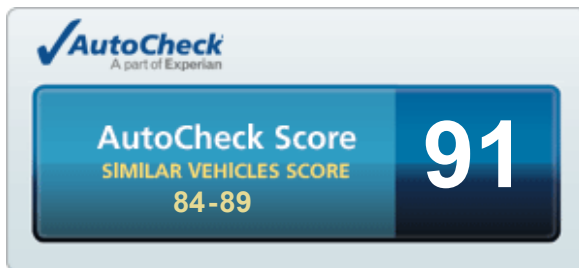 AutoCheck
A part of Experian
AutoCheck Score
SIMILAR VEHICLES SCORE
84-89
91